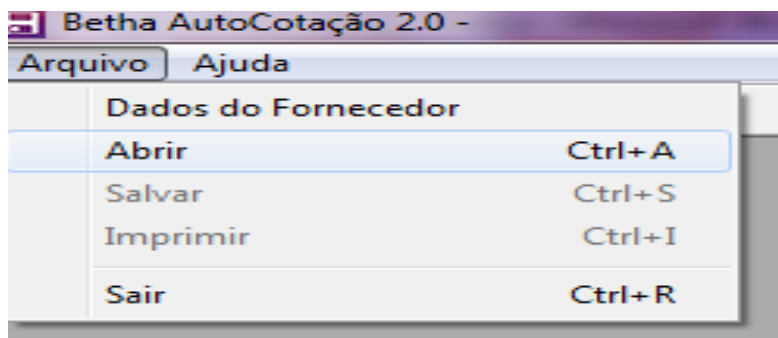 Betha AutoCotação 2.0 -
Arquivo Ajuda
Dados do Fornecedor
Abrir Ctrl+A
Salvar Ctrl+S
Imprimir Ctrl+I
Sair Ctrl+R